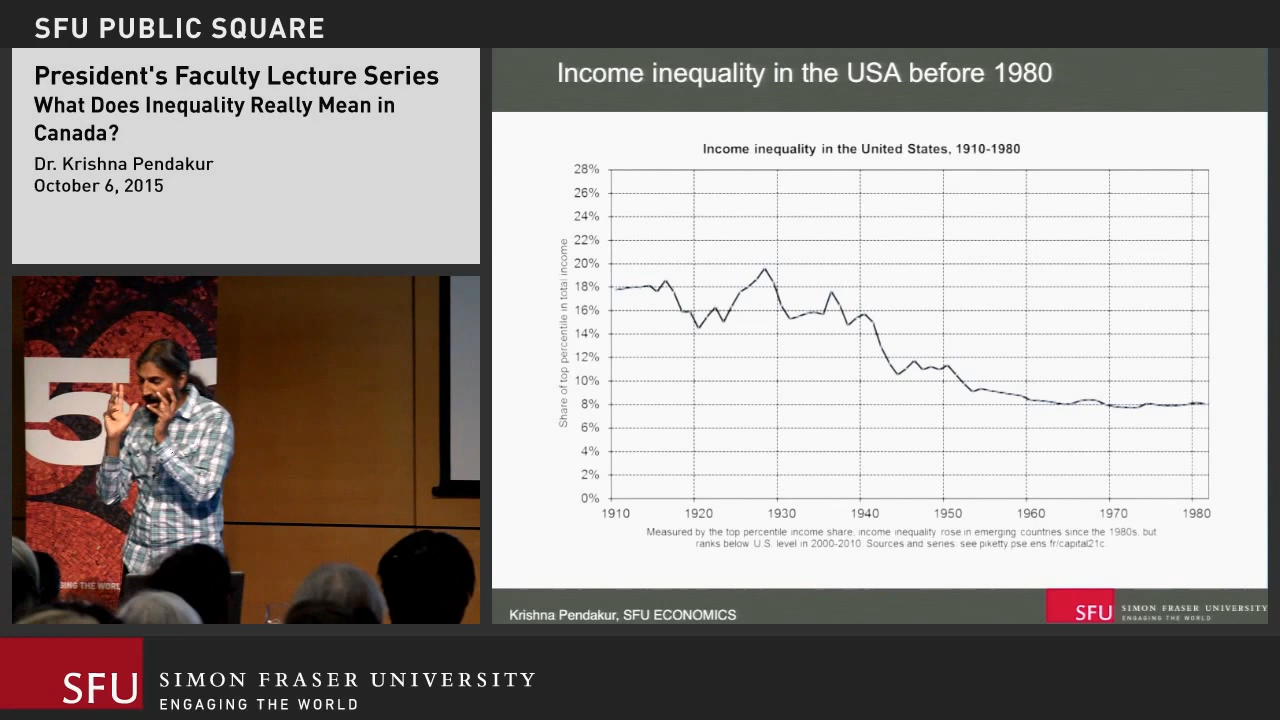 SFU PUBLIC SQUARE
President's Faculty Lecture Series
What Does Inequality Really Mean in
Canada?
Dr. Krishna Pendakur
October 6, 2015
5
GING THE WORL
Income inequality in the USA before 1980
Income inequality in the United States, 1910-1980
Share of top percentile in total income
28%
26%
24%
22%
20%
18%
16%
14%
12%
10%
8%
6%
4%
2%
0%
1910 1920 1930 1940 1950 1960 1970 1980
Measured by the top percentile income share, income inequality rose in emerging countries since the 1980s, but
ranks below U.S. level in 2000-2010. Sources and series: see piketty.pse.ens.fr/capital21c.
Krishna Pendakur, SFU ECONOMICS
SFU SIMON FRASER UNIVERSITY
ENGAGING THE WORLD
SFU SIMON FRASER UNIVERSITY
ENGAGING THE WORLD